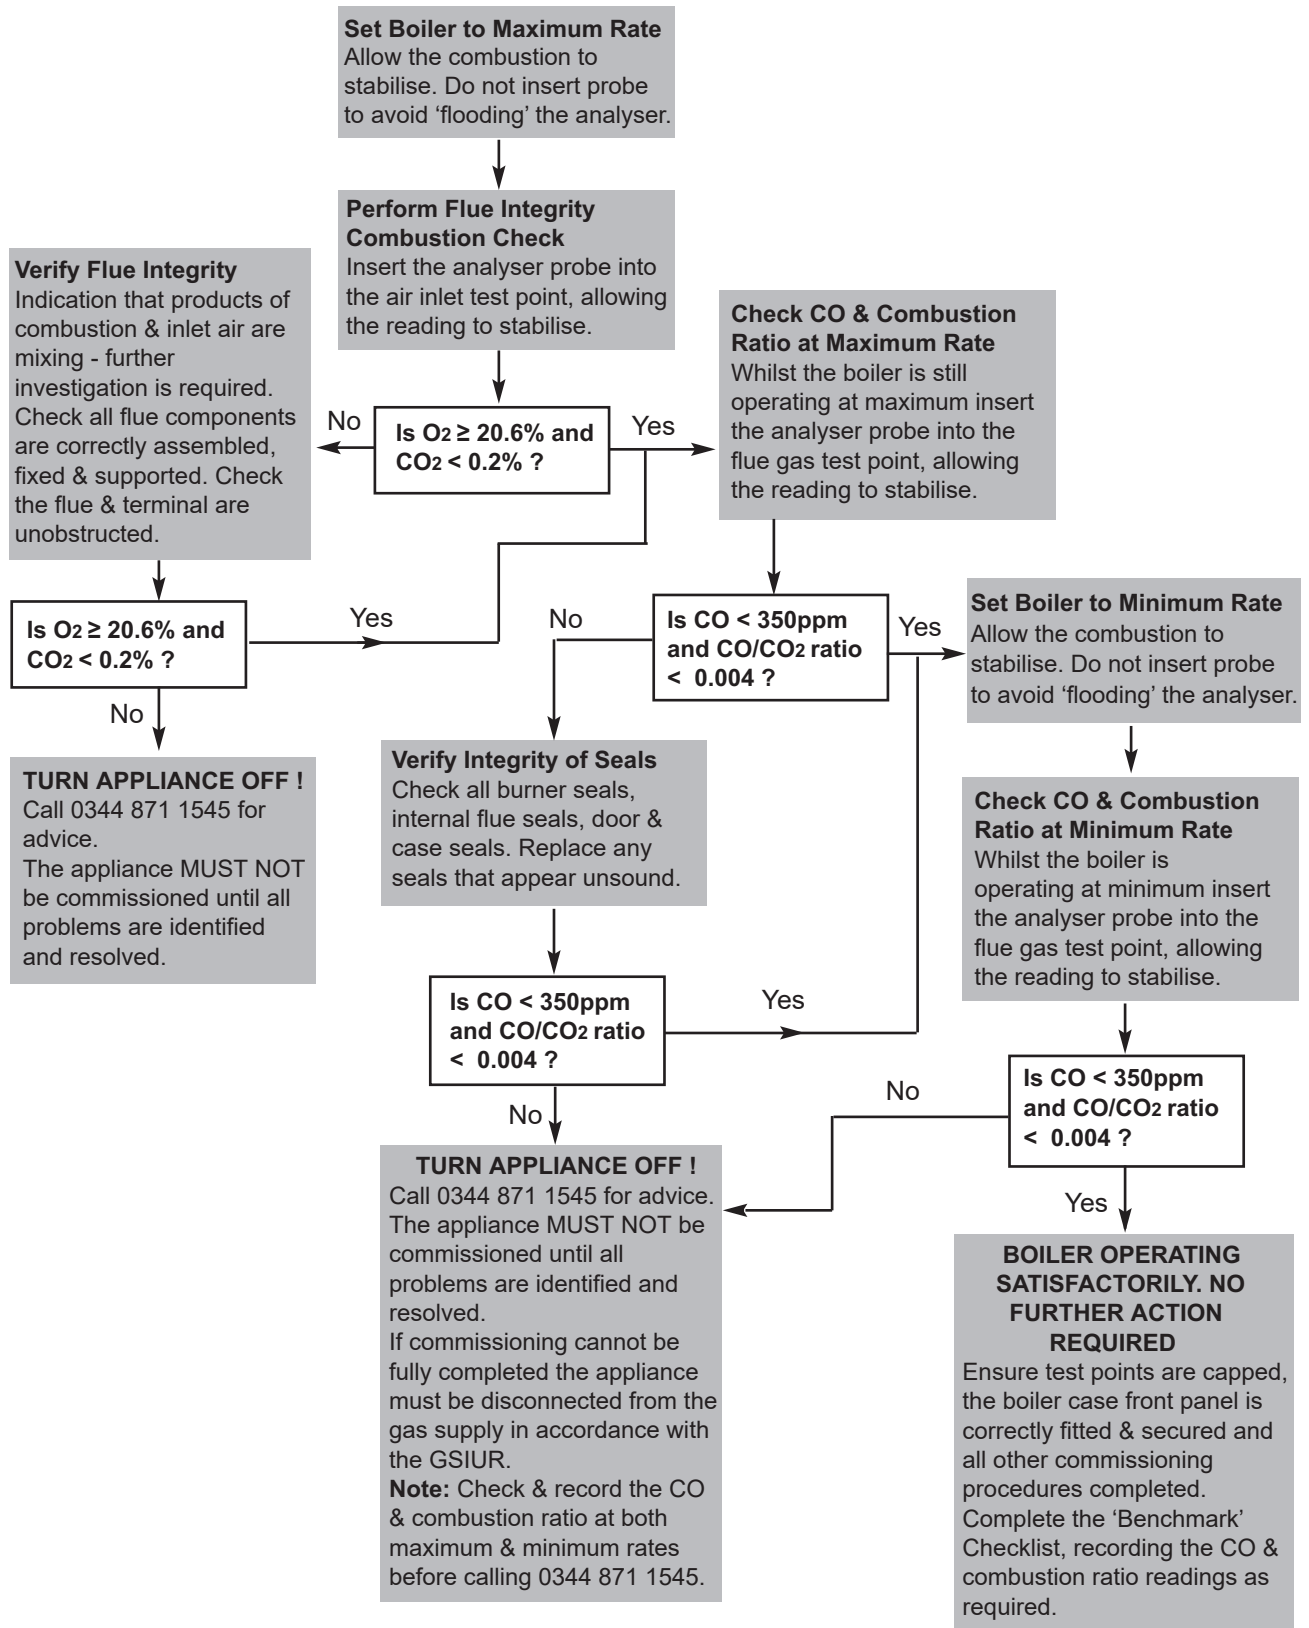 Set Boiler to Maximum Rate
Allow the combustion to
stabilise. Do not insert probe
to avoid ‘flooding’ the analyser.
Perform Flue Integrity
Combustion Check
Insert the analyser probe into
the air inlet test point, allowing
the reading to stabilise.
Verify Flue Integrity
Indication that products of
combustion & inlet air are
mixing - further
investigation is required.
Check all flue components
are correctly assembled,
fixed & supported. Check
the flue & terminal are
unobstructed.
No
Is O2 ≥ 20.6% and
CO2 < 0.2% ?
Yes
Check CO & Combustion
Ratio at Maximum Rate
Whilst the boiler is still
operating at maximum insert
the analyser probe into the
flue gas test point, allowing
the reading to stabilise.
Is O2 ≥ 20.6% and
CO2 < 0.2% ?
Yes
No
TURN APPLIANCE OFF !
Call 0344 871 1545 for
advice.
The appliance MUST NOT
be commissioned until all
problems are identified
and resolved.
No
Is CO < 350ppm
and CO/CO2 ratio
< 0.004 ?
Yes
Set Boiler to Minimum Rate
Allow the combustion to
stabilise. Do not insert probe
to avoid ‘flooding’ the analyser.
Verify Integrity of Seals
Check all burner seals,
internal flue seals, door &
case seals. Replace any
seals that appear unsound.
Check CO & Combustion
Ratio at Minimum Rate
Whilst the boiler is
operating at minimum insert
the analyser probe into the
flue gas test point, allowing
the reading to stabilise.
Is CO < 350ppm
and CO/CO2 ratio
< 0.004 ?
Yes
No
Is CO < 350ppm
and CO/CO2 ratio
< 0.004 ?
No
Yes
TURN APPLIANCE OFF !
Call 0344 871 1545 for advice.
The appliance MUST NOT be
commissioned until all
problems are identified and
resolved.
If commissioning cannot be
fully completed the appliance
must be disconnected from the
gas supply in accordance with
the GSIUR.
Note: Check & record the CO
& combustion ratio at both
maximum & minimum rates
before calling 0344 871 1545.
BOILER OPERATING
SATISFACTORILY. NO
FURTHER ACTION
REQUIRED
Ensure test points are capped,
the boiler case front panel is
correctly fitted & secured and
all other commissioning
procedures completed.
Complete the ‘Benchmark’
Checklist, recording the CO &
combustion ratio readings as
required.